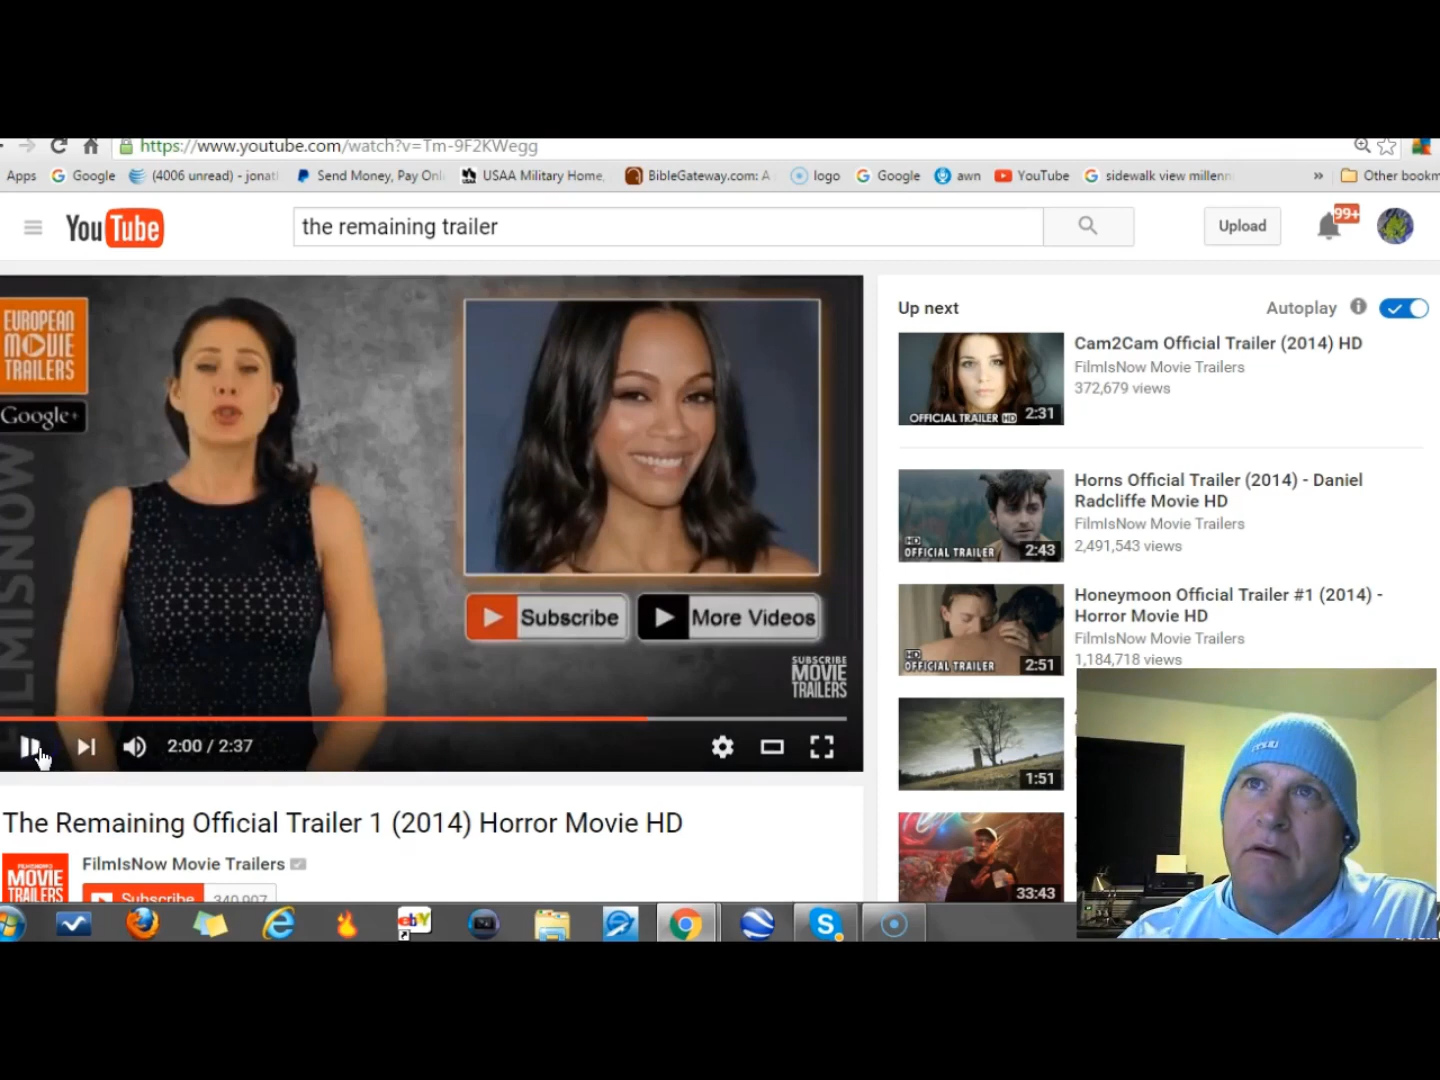 https://www.youtube.com/watch?v=Tm-9F2KWegg
Apps Google (4006 unread) - jonat Send Money, Pay Onli USAA Military Home, BibleGateway.com: A logo Google awn YouTube sidewalk view millenn » Other bookm
YouTube
the remaining trailer
Upload
99+
EUROPEAN
MOVIE
TRAILERS
Google+
FILMISNOW
Subscribe
More Videos
SUBSCRIBE
MOVIE
TRAILERS
2:00 / 2:37
The Remaining Official Trailer 1 (2014) Horror Movie HD
MOVIE
TRAILERS
FilmIsNow Movie Trailers
Subscribe 340,907
Up next
Autoplay
OFFICIAL TRAILER HD 2:31
Cam2Cam Official Trailer (2014) HD
FilmIsNow Movie Trailers
372,679 views
HD
OFFICIAL TRAILER 2:43
Horns Official Trailer (2014) - Daniel
Radcliffe Movie HD
FilmIsNow Movie Trailers
2,491,543 views
HD
OFFICIAL TRAILER 2:51
Honeymoon Official Trailer #1 (2014) -
Horror Movie HD
FilmIsNow Movie Trailers
1,184,718 views
1:51
33:43
ebY